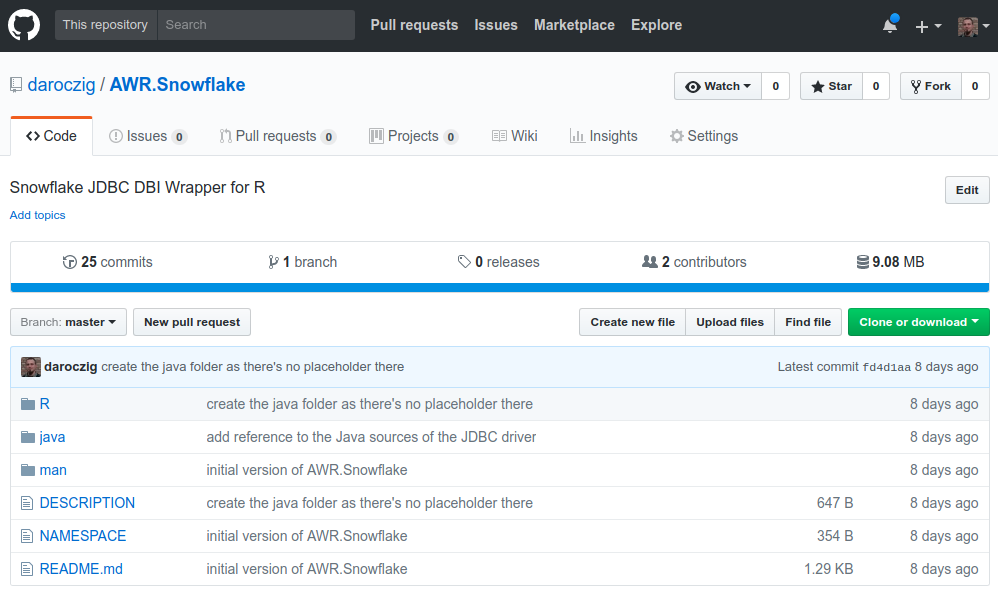 This repository Search Pull requests Issues Marketplace Explore
daroczig / AWR.Snowflake Watch 0 Star 0 Fork 0
Code Issues 0 Pull requests 0 Projects 0 Wiki Insights Settings
Snowflake JDBC DBI Wrapper for R Edit
Add topics
25 commits 1 branch 0 releases 2 contributors 9.08 MB
Branch: master New pull request Create new file Upload files Find file Clone or download
daroczig create the java folder as there's no placeholder there Latest commit fd4d1aa 8 days ago
R create the java folder as there's no placeholder there 8 days ago
java add reference to the Java sources of the JDBC driver 8 days ago
man initial version of AWR.Snowflake 8 days ago
DESCRIPTION create the java folder as there's no placeholder there 647 B 8 days ago
NAMESPACE initial version of AWR.Snowflake 354 B 8 days ago
README.md initial version of AWR.Snowflake 1.29 KB 8 days ago